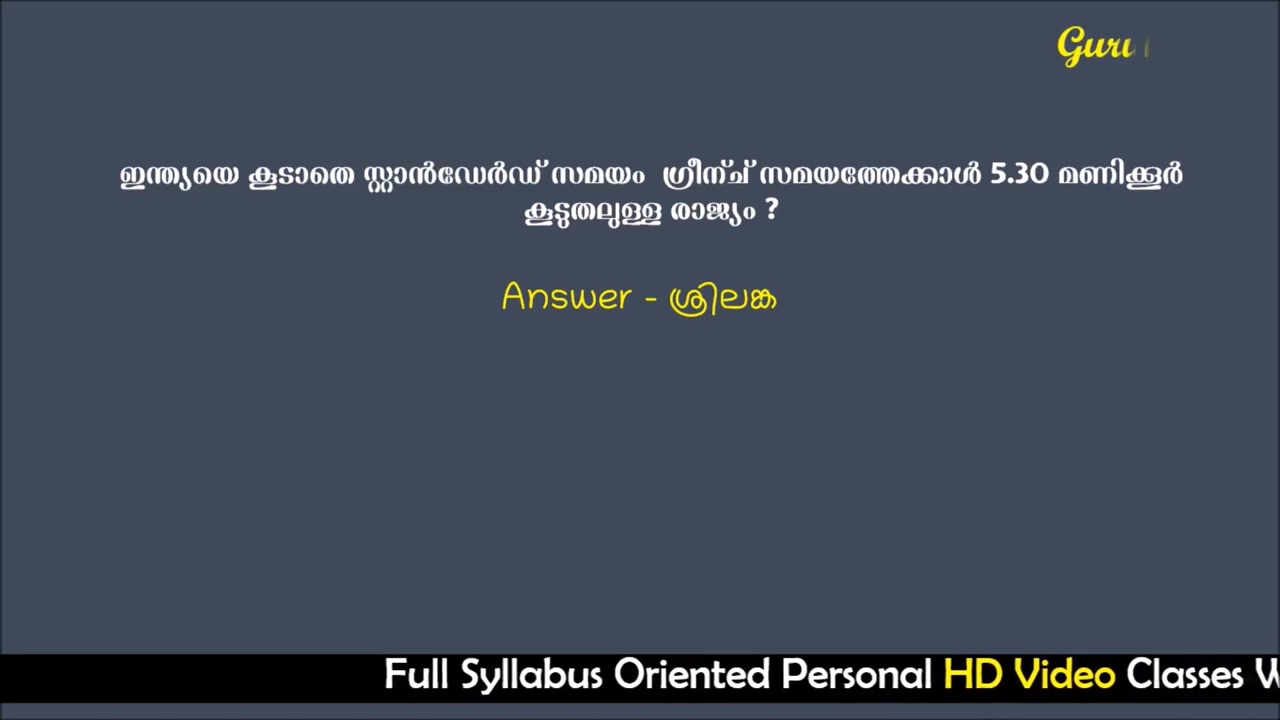 Guru
ഇന്ത്യയെ കൂടാതെ സ്റ്റാൻഡേർഡ് സമയം ഗ്രീന്ച് സമയത്തേക്കാൾ 5.30 മണിക്കൂർ
കൂടുതലുള്ള രാജ്യം ?
Answer - ശ്രീലങ്ക
Full Syllabus Oriented Personal HD Video Classes W